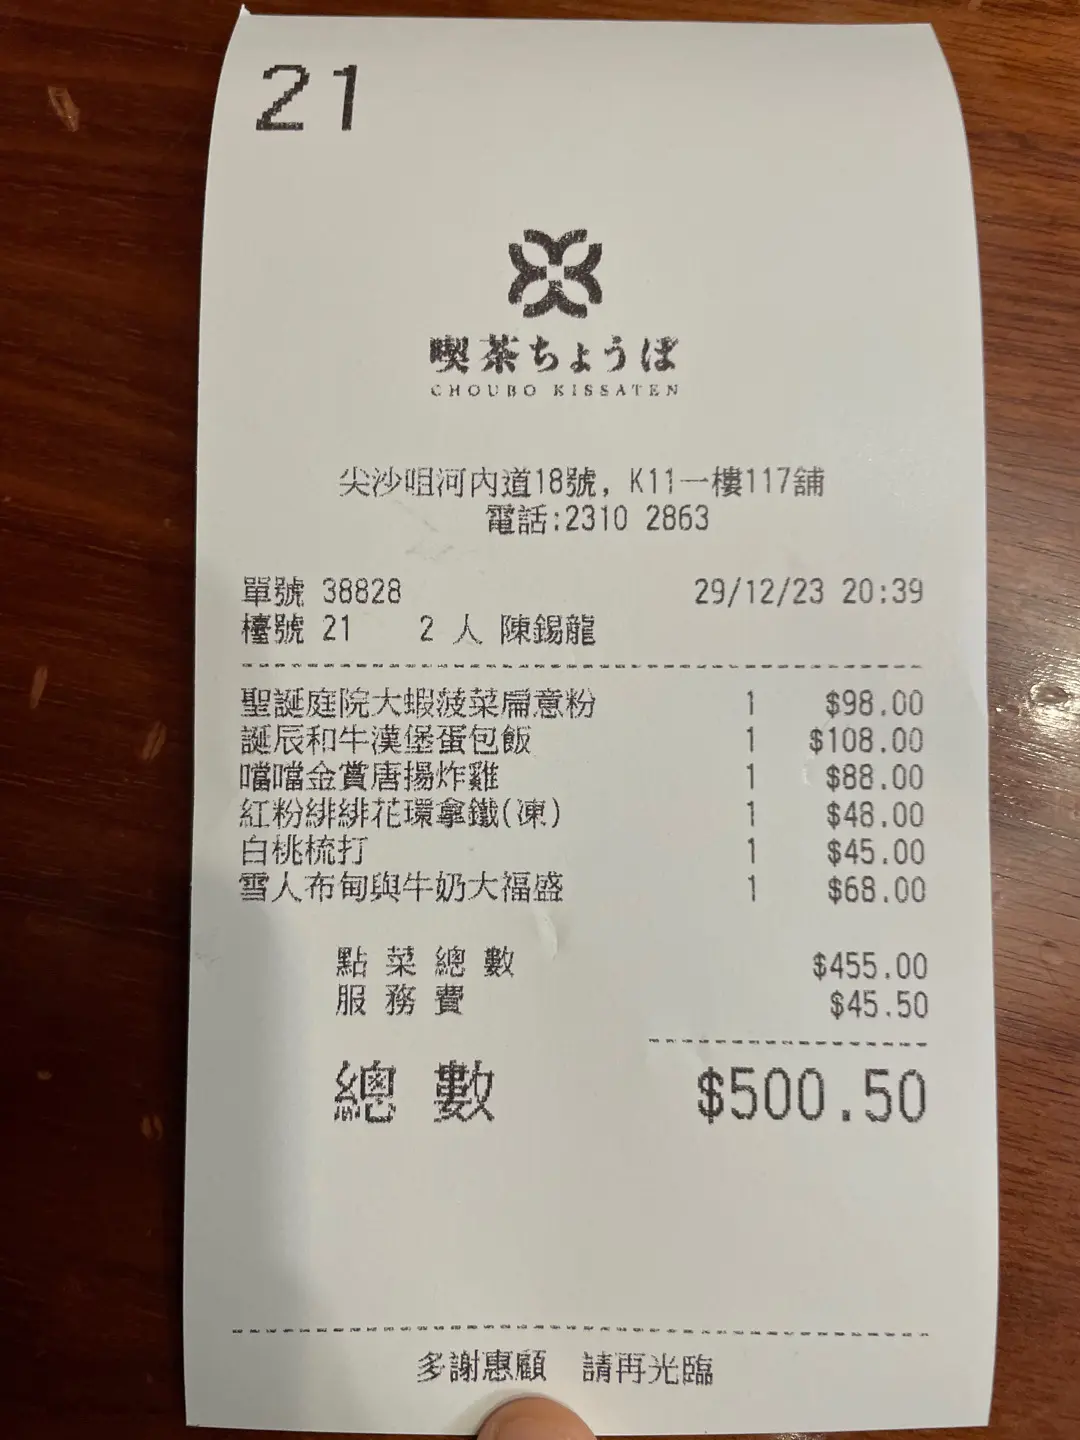 21
喫茶ちょうぼ
CHOUBO KISSATEN
尖沙咀河內道18號, K11一樓117舖
電話:2310 2863
單號 38828 29/12/23 20:39
檯號 21 2 人 陳錫龍
聖誕庭院大蝦菠菜扁意粉 1 $98.00
誕辰和牛漢堡蛋包飯 1 $108.00
噹噹金賞唐揚炸雞 1 $88.00
紅粉緋緋花環拿鐵(凍) 1 $48.00
白桃梳打 1 $45.00
雪人布甸與牛奶大福盛 1 $68.00
點菜總數 $455.00
服務費 $45.50
總數 $500.50
多謝惠顧 請再光臨